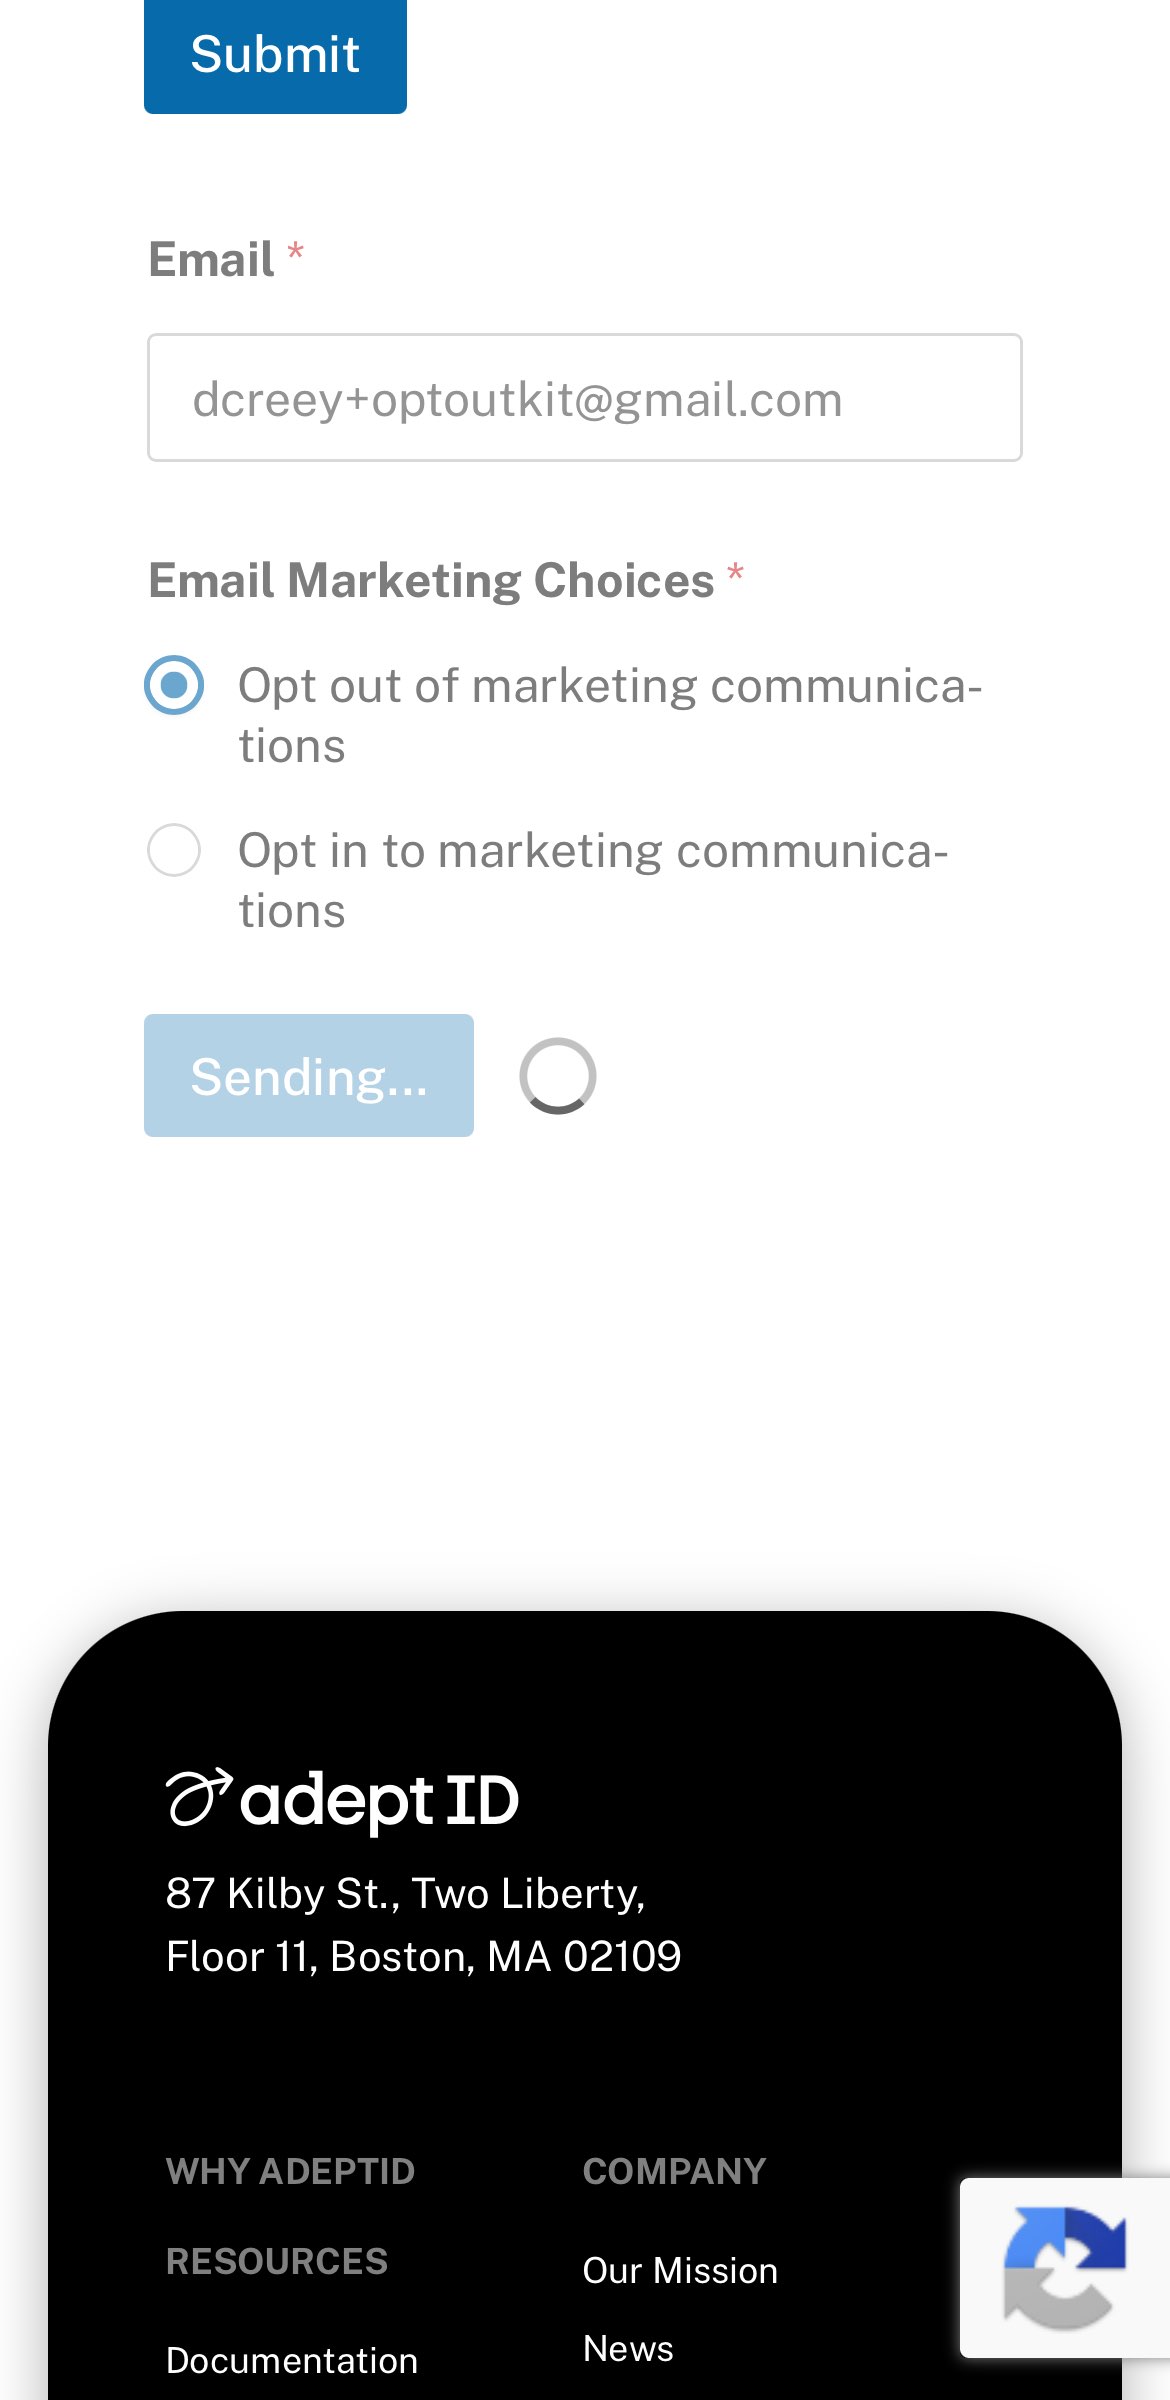 Submit
Email *
dcreey+optoutkit@gmail.com
Email Marketing Choices *
Opt out of marketing communica-
tions
Opt in to marketing communica-
tions
Sending...
adept ID
87 Kilby St., Two Liberty,
Floor 11, Boston, MA 02109
WHY ADEPTID
RESOURCES
Documentation
COMPANY
Our Mission
News